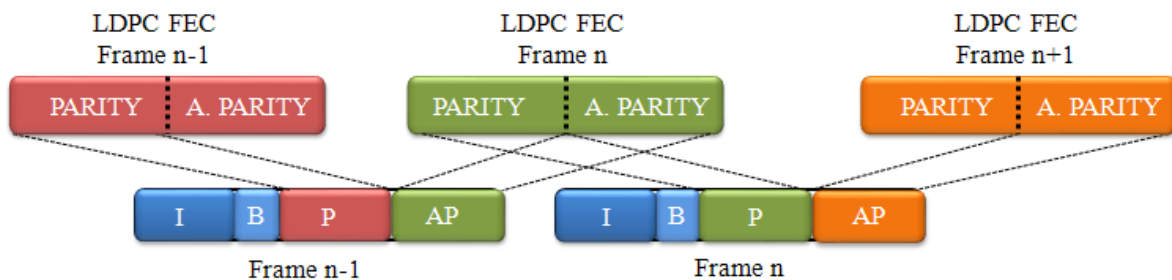 LDPC FEC
Frame n-1
LDPC FEC
Frame n
LDPC FEC
Frame n+1
PARITY
A. PARITY
PARITY
A. PARITY
PARITY
A. PARITY
I
B
P
AP
I
B
P
AP
Frame n-1
Frame n